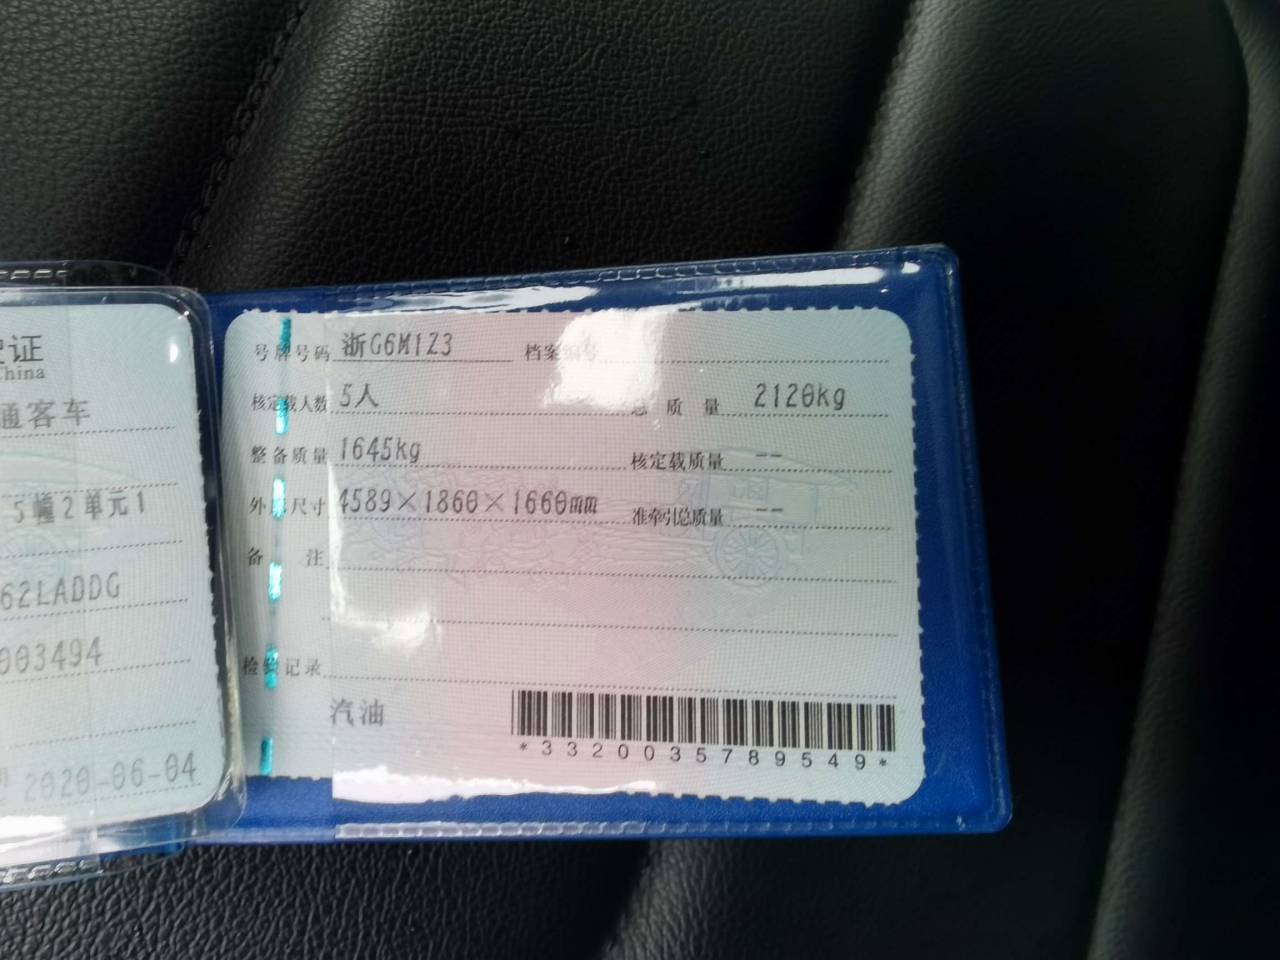 证
China
通客车
5幢2单元1
62LADDG
003494
2020-06-04
号牌号码 浙G6M1Z3 档案编号
核定载人数 5人 总质量 2120kg
整备质量 1645kg 核定载质量 --
外廓尺寸 4589×1860×1660mm 准牵引总质量 --
备注
检验记录
汽油
*3320035789549*